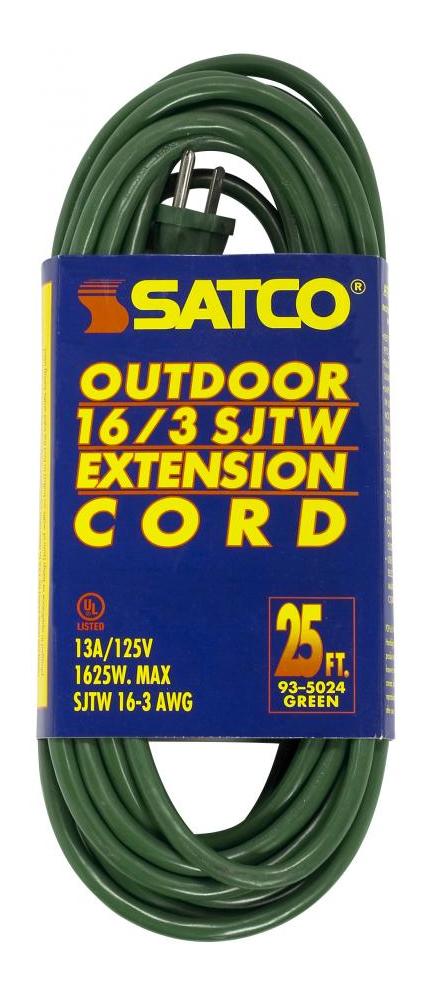 SATCO®
OUTDOOR
16/3 SJTW
EXTENSION
CORD
UL
LISTED
13A/125V
1625W. MAX
SJTW 16-3 AWG
25 FT.
93-5024
GREEN